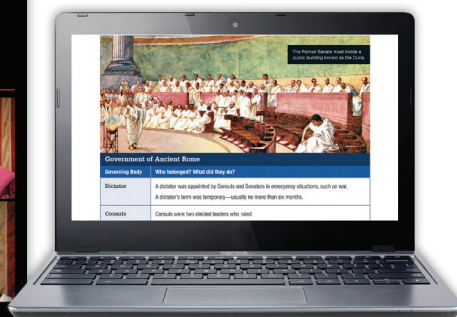 The Roman Senate meet inside a
public building known as the Curia.
Government of Ancient Rome
Governing Body Who belonged? What did they do?
Dictator A dictator was appointed by Consuls and Senators in emergency situations, such as war.
A dictator's term was temporary—usually no more than six months.
Consuls Consuls were two elected leaders who ruled